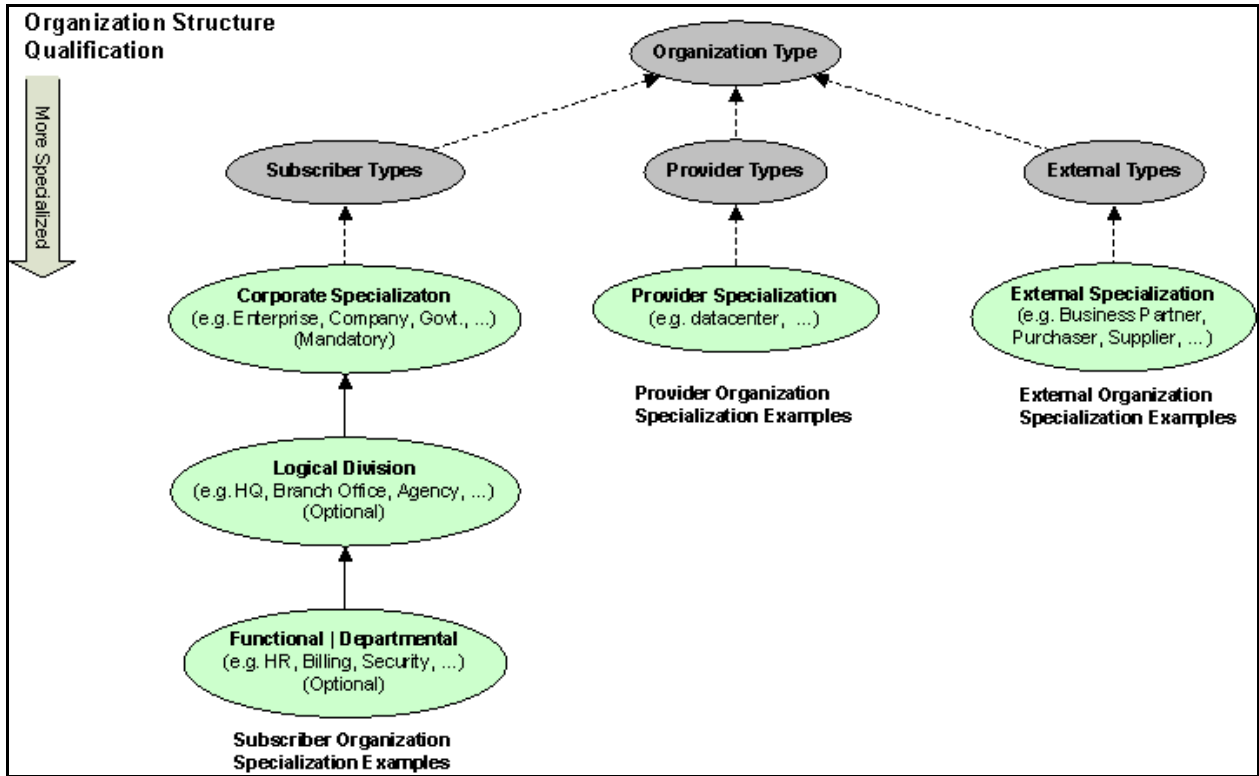 Organization Structure
Qualification
More Specialized
Organization Type
Subscriber Types
Provider Types
External Types
Corporate Specializaton
(e.g. Enterprise, Company, Govt., ...)
(Mandatory)
Provider Specialization
(e.g. datacenter, ...)
External Specialization
(e.g. Business Partner,
Purchaser, Supplier, ...)
Provider Organization
Specialization Examples
External Organization
Specialization Examples
Logical Division
(e.g. HQ, Branch Office, Agency, ...)
(Optional)
Functional | Departmental
(e.g. HR, Billing, Security, ...)
(Optional)
Subscriber Organization
Specialization Examples